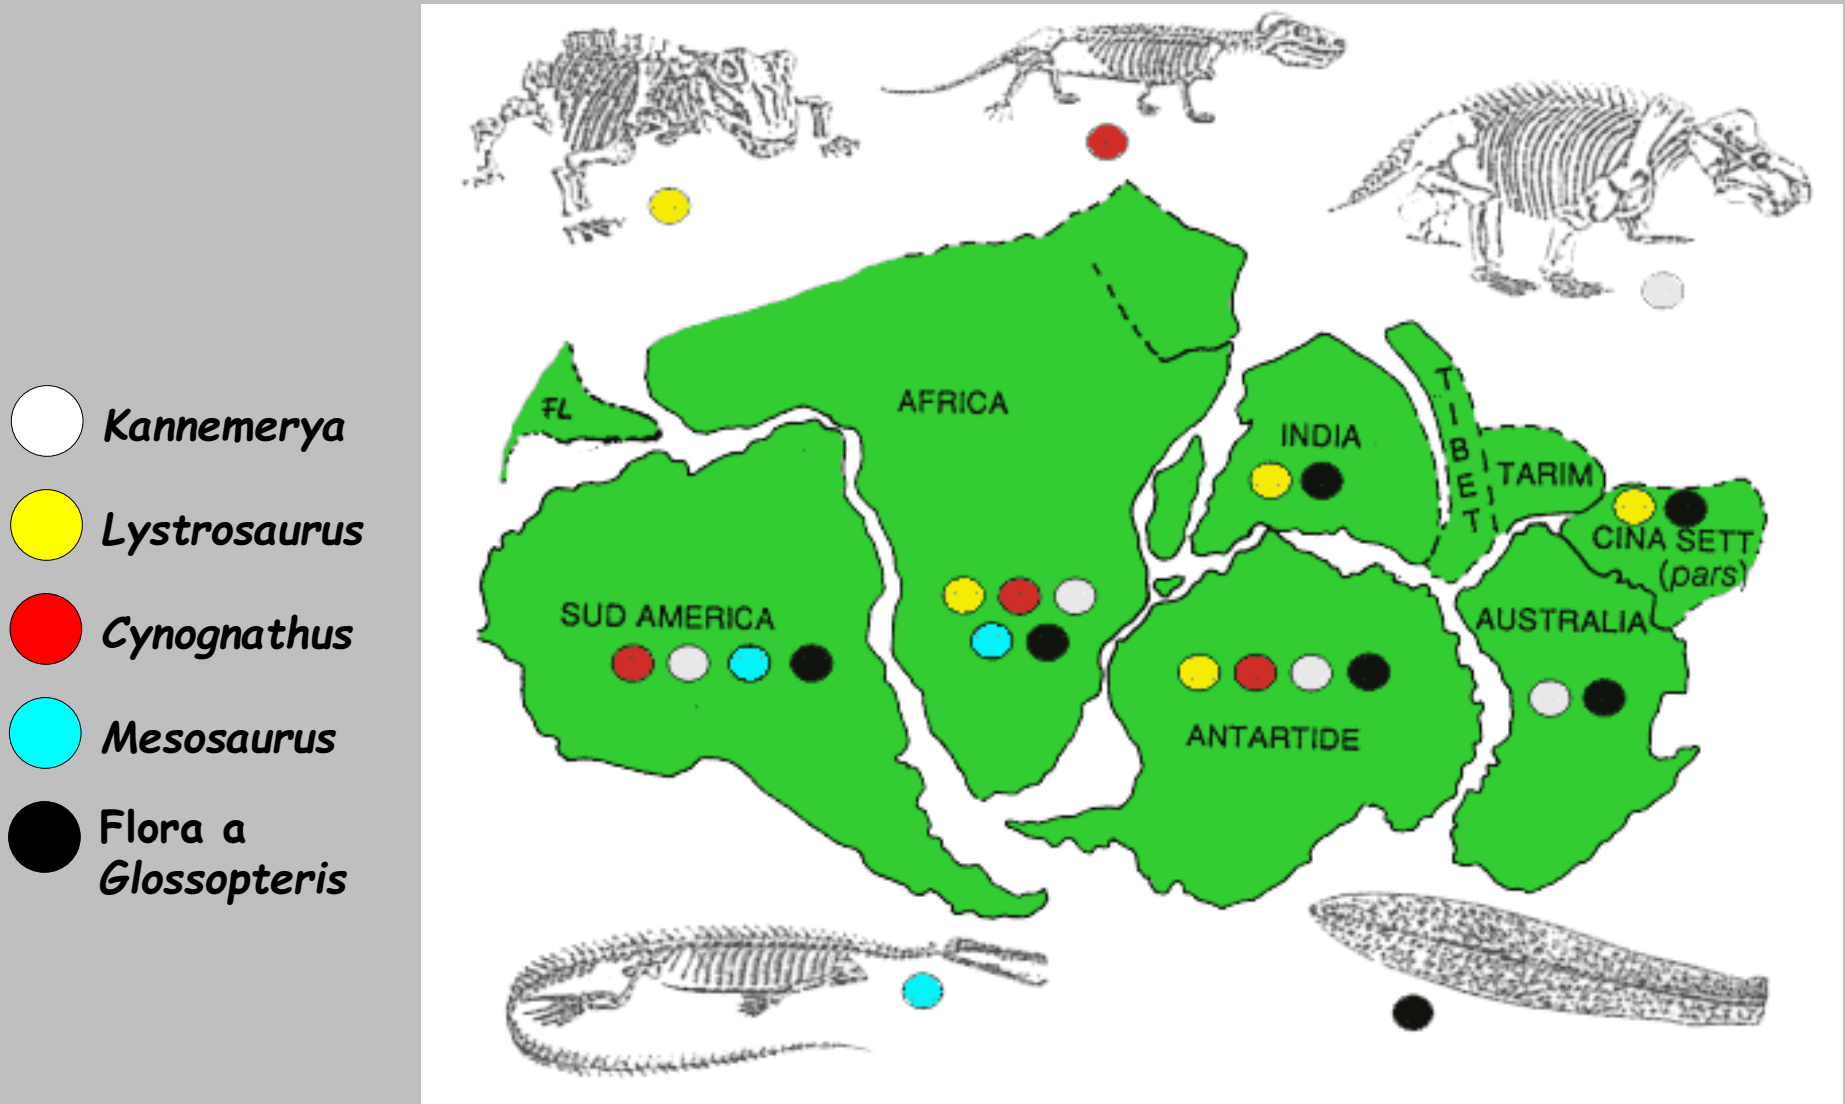 Kannemerya
Lystrosaurus
Cynognathus
Mesosaurus
Flora a
Glossopteris
FL
AFRICA
INDIA
TIBET
TARIM
CINA SETT.
(pars)
SUD AMERICA
AUSTRALIA
ANTARTIDE